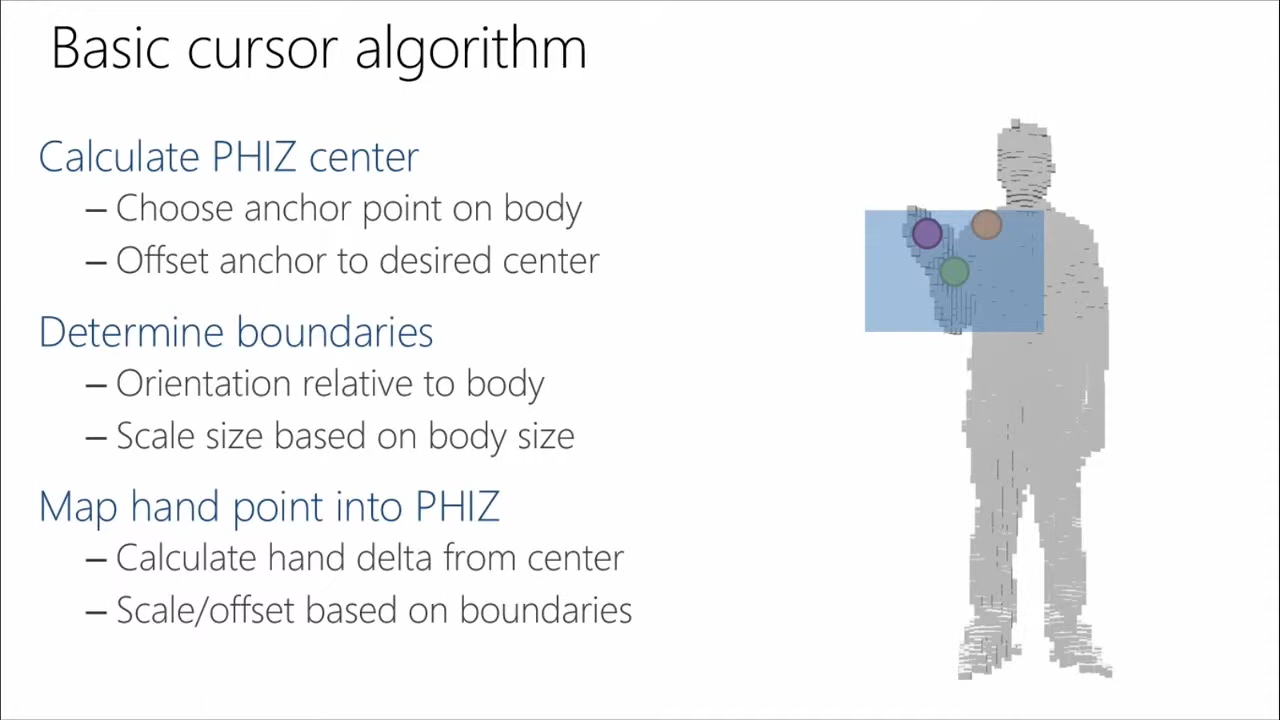 Basic cursor algorithm
Calculate PHIZ center
– Choose anchor point on body
– Offset anchor to desired center
Determine boundaries
– Orientation relative to body
– Scale size based on body size
Map hand point into PHIZ
– Calculate hand delta from center
– Scale/offset based on boundaries